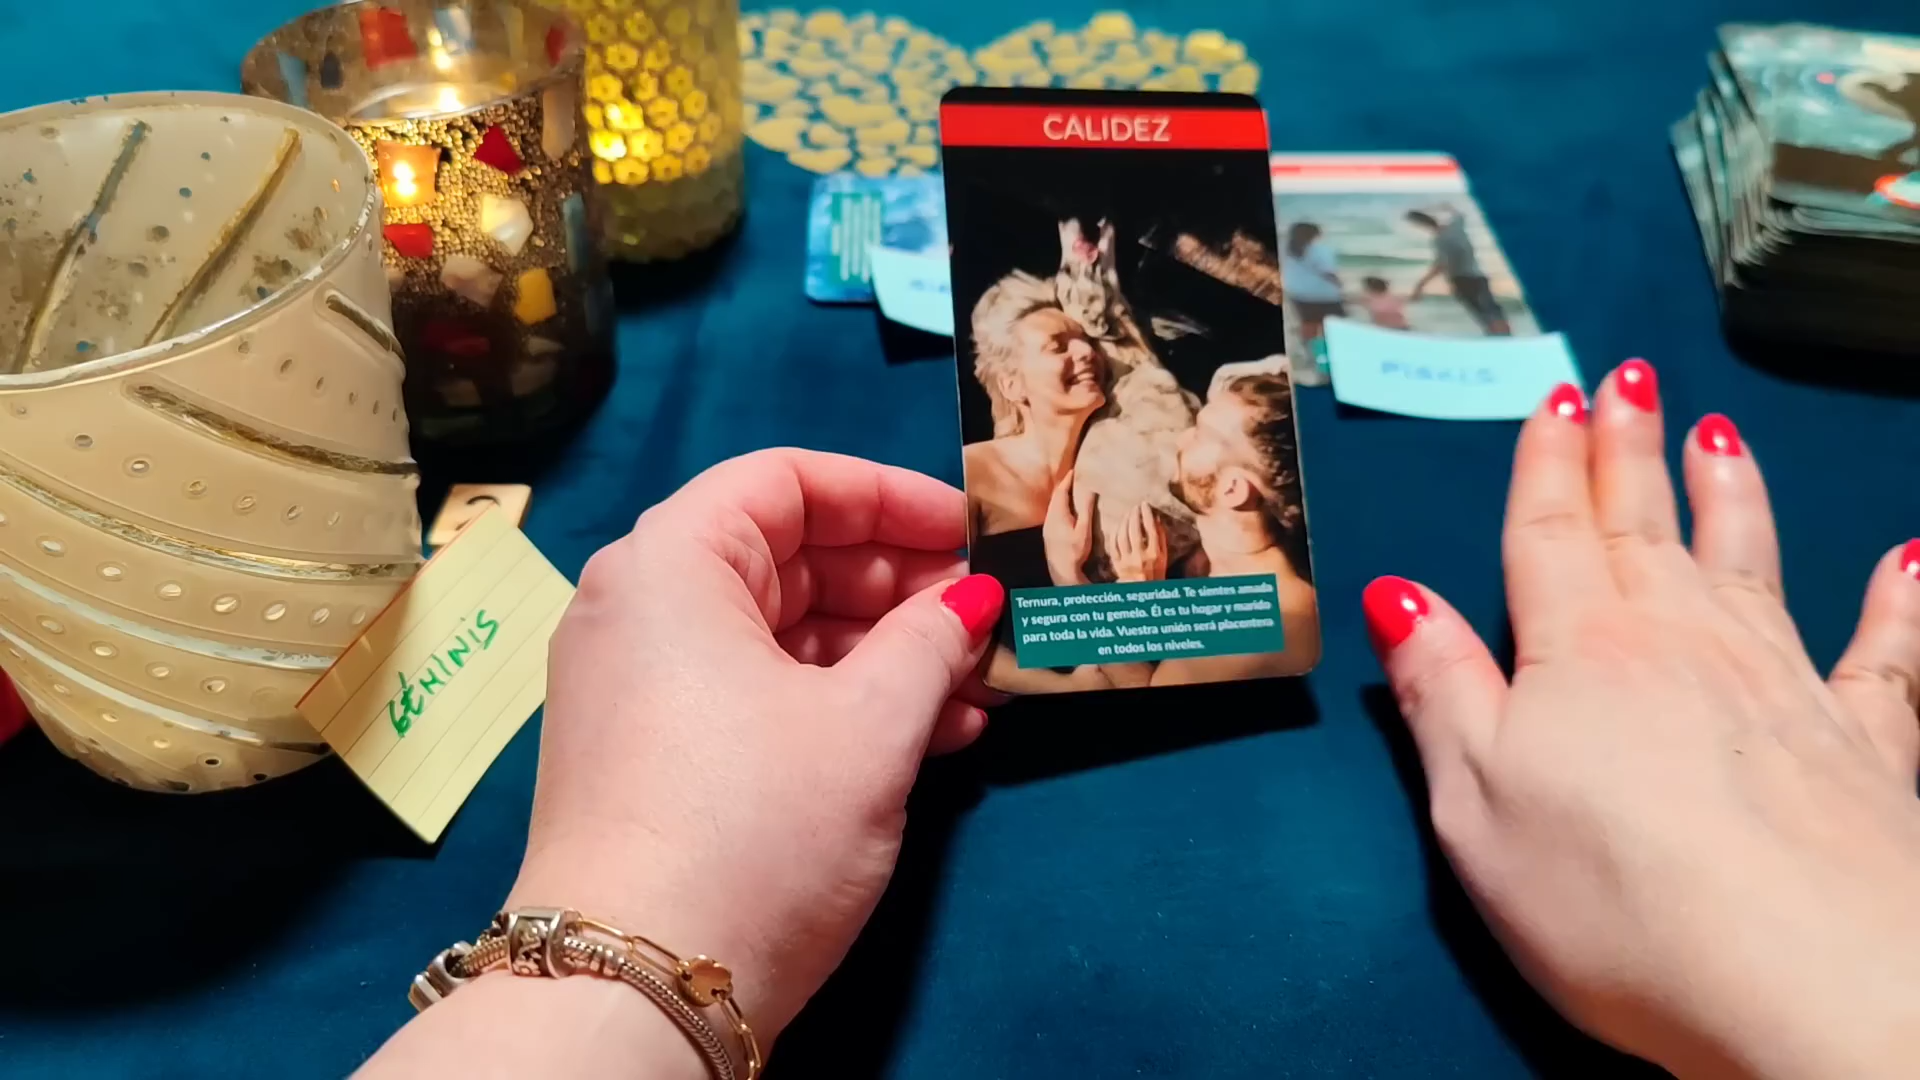 CALIDEZ
Ternura, protección, seguridad. Te sientes amada
y segura con tu gemelo. Él es tu hogar y marido
para toda la vida. Vuestra unión será placentera
en todos los niveles.
PISCIS
GÉMINIS